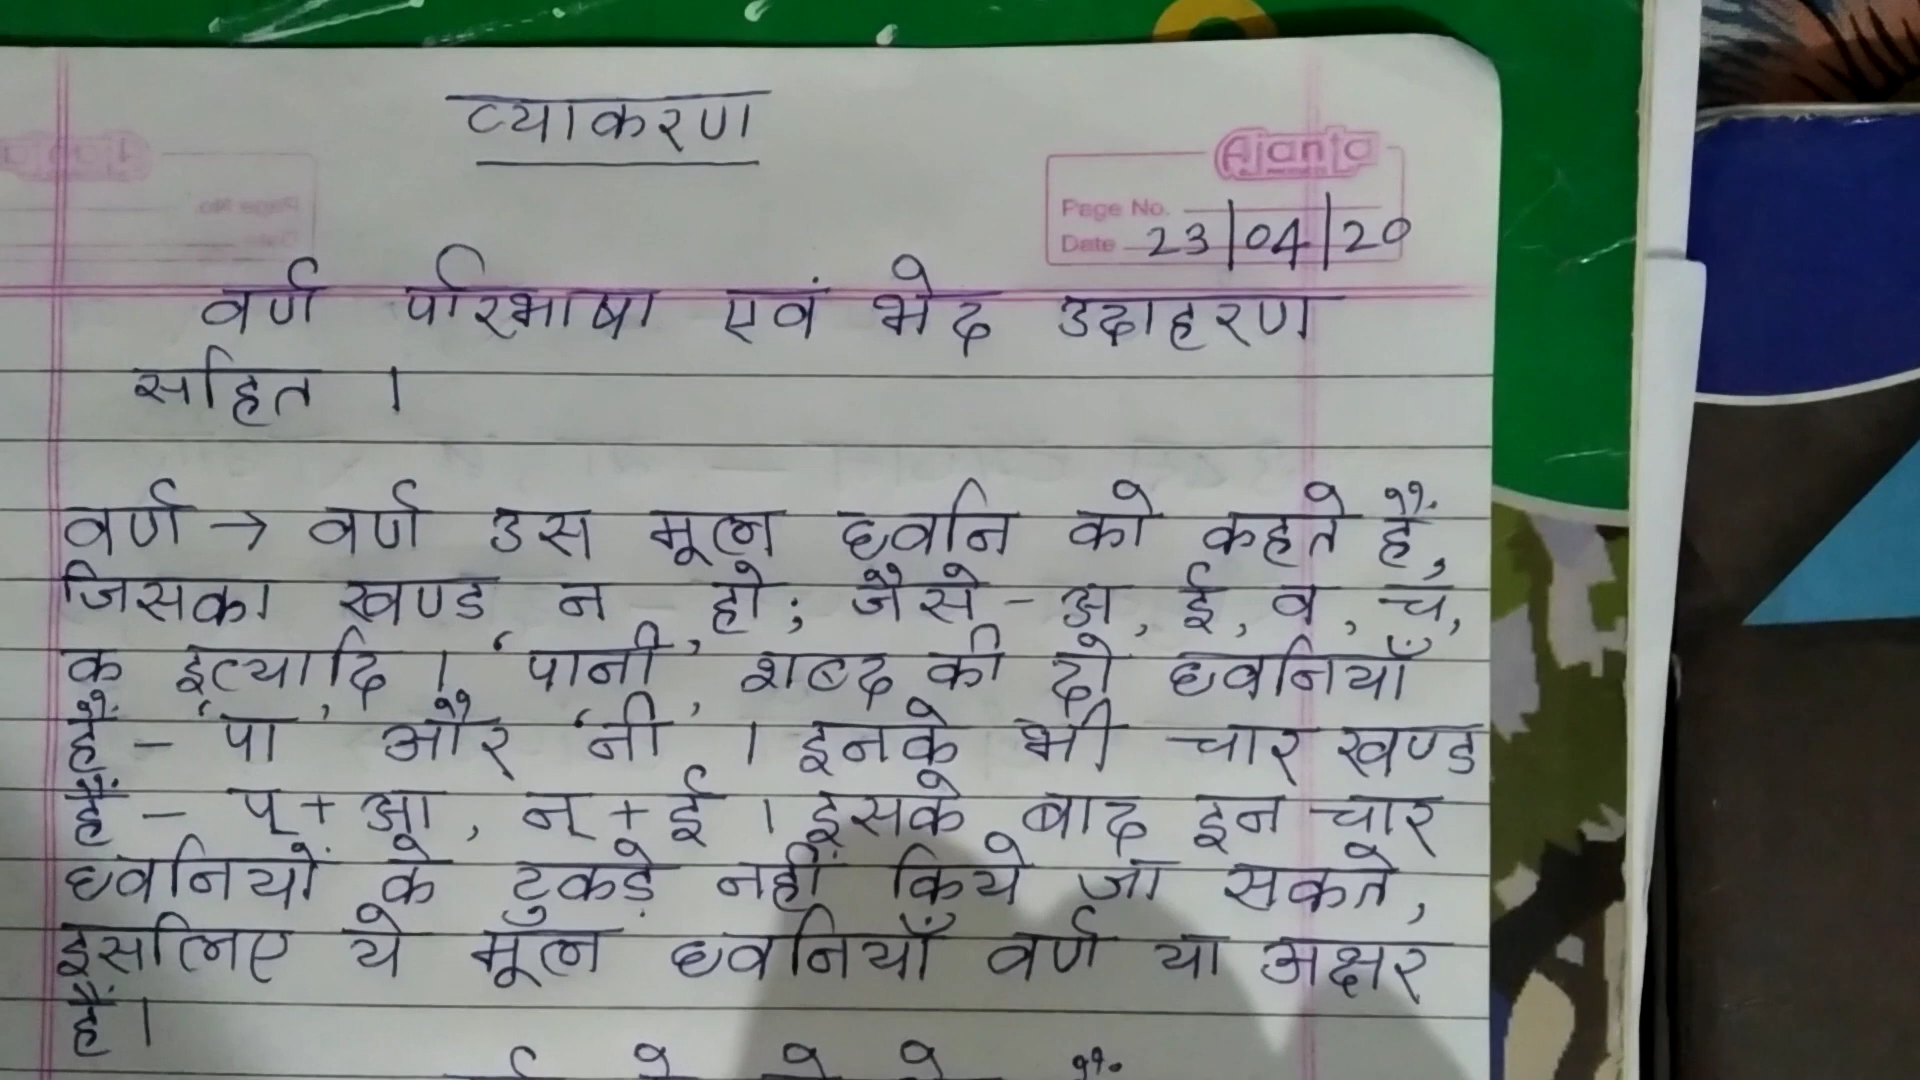 व्याकरण
Ajanta
Page No.
Date 23/04/20
वर्ण परिभाषा एवं भेद उदाहरण
सहित ।
वर्ण → वर्ण उस मूल ध्वनि को कहते हैं,
जिसका खण्ड न हो; जैसे - अ, ई, व, च,
क इत्यादि । 'पानी' शब्द की दो ध्वनियाँ
हैं - 'पा' और 'नी' । इनके भी चार खण्ड
हैं - प् + आ, न् + ई । इसके बाद इन चार
ध्वनियों के टुकड़े नहीं किये जा सकते,
इसलिए ये मूल ध्वनियाँ वर्ण या अक्षर
हैं ।